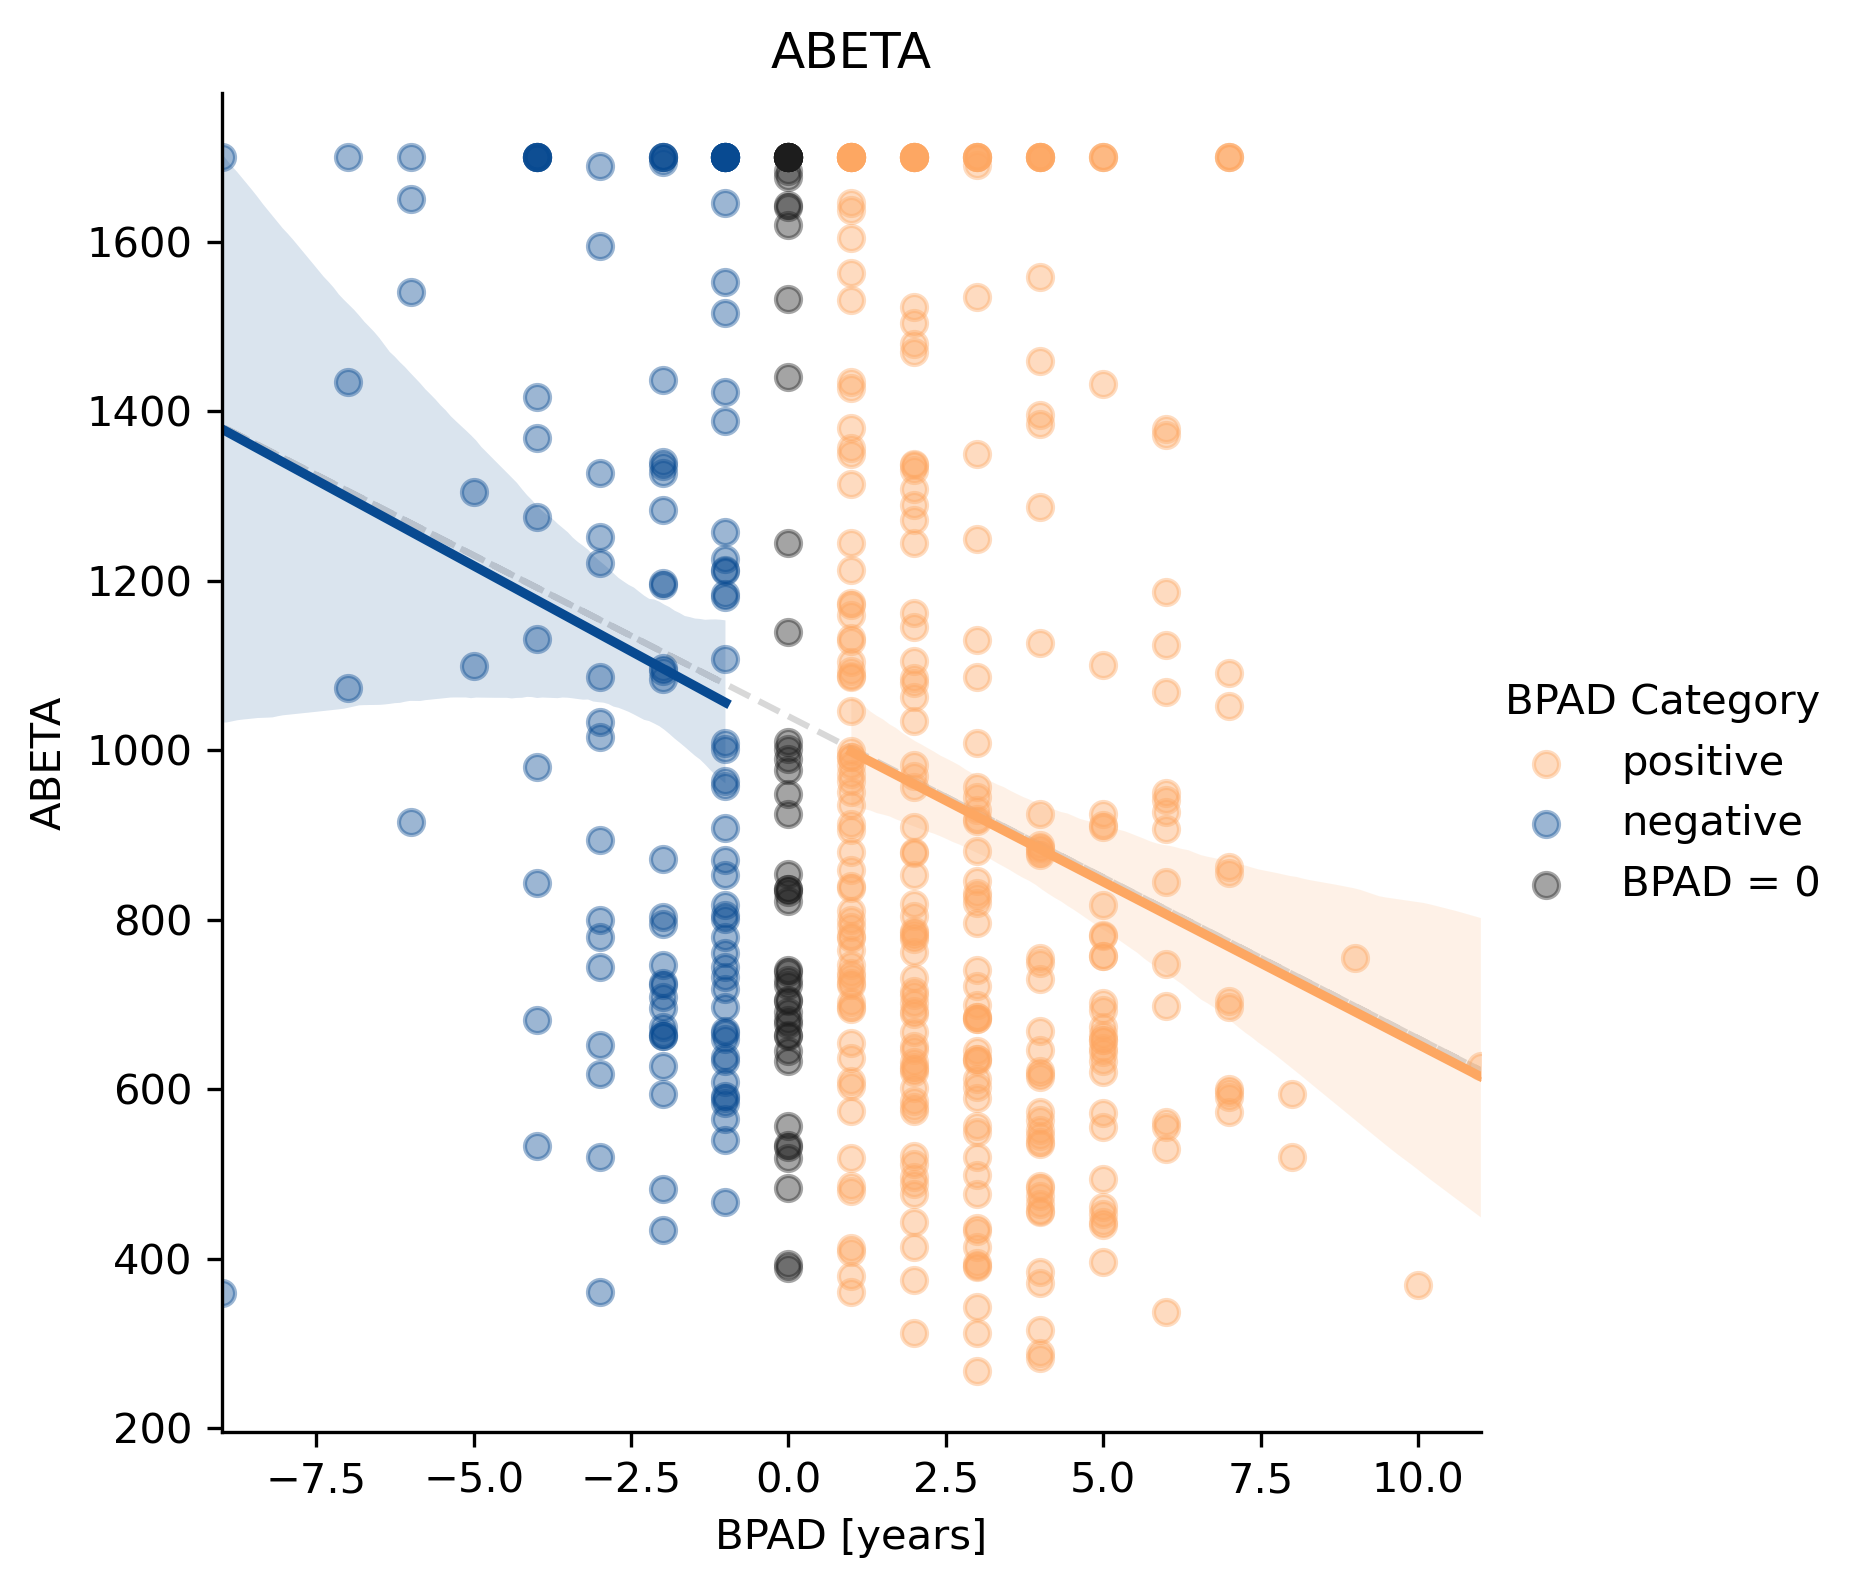 ABETA
1600
1400
1200
1000
800
600
400
200
ABETA
−7.5 −5.0 −2.5 0.0 2.5 5.0 7.5 10.0
BPAD [years]
BPAD Category
positive
negative
BPAD = 0